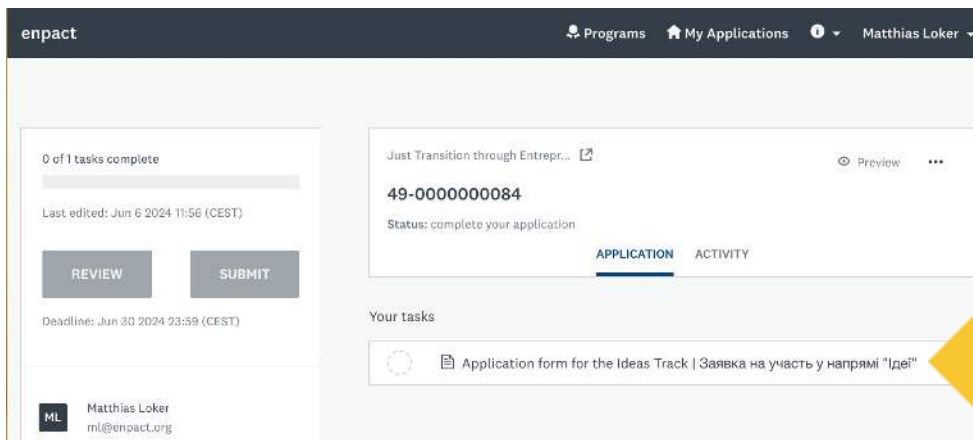 enpact
Programs My Applications Matthias Loker
0 of 1 tasks complete
Last edited: Jun 6 2024 11:56 (CEST)
REVIEW SUBMIT
Deadline: Jun 30 2024 23:59 (CEST)
ML
Matthias Loker
ml@enpact.org
Just Transition through Entrepr...
Preview
49-0000000084
Status: complete your application
APPLICATION ACTIVITY
Your tasks
Application form for the Ideas Track | Заявка на участь у напрямі "Ідеї"